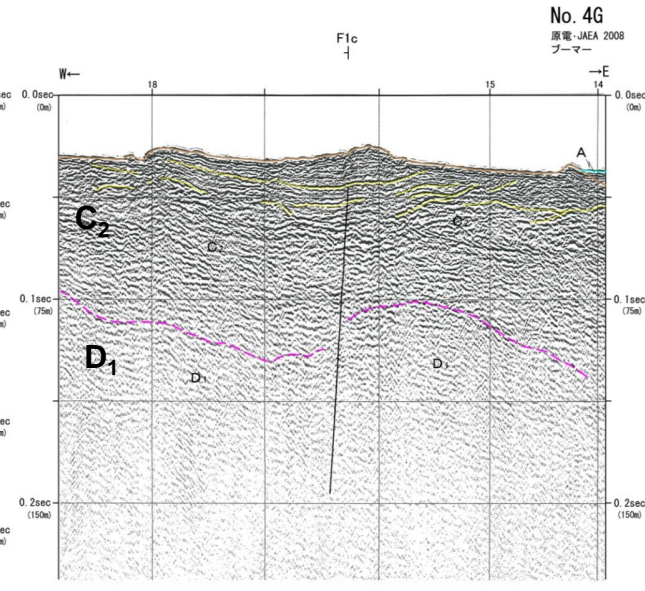 No. 4G
原電・JAEA 2008
ブーマー
F1c
W←
→E
18
15
14
0.0sec
(0m)
0.0sec
(0m)
A
C₂
C₂
0.1sec
(75m)
0.1sec
(75m)
D₁
D₁
D₁
0.2sec
(150m)
0.2sec
(150m)